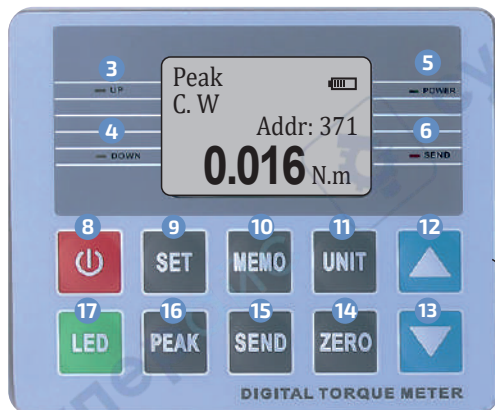 3
5
UP
POWER
4
6
DOWN
SEND
Peak
C. W
Addr: 371
0.016 N.m
8 9 10 11 12
SET MEMO UNIT
17 16 15 14 13
LED PEAK SEND ZERO
DIGITAL TORQUE METER